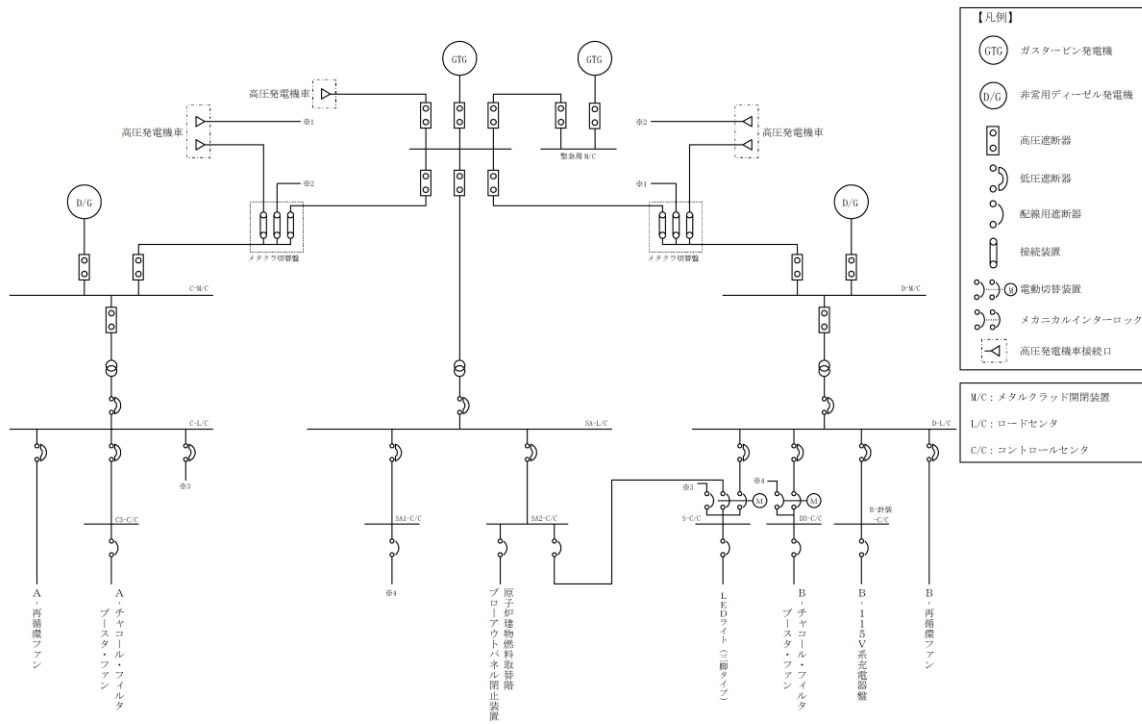 GTG
GTG
高圧発電機車
※1
※2
高圧発電機車
高圧発電機車
緊急用M/C
※2
※1
D/G
D/G
メタクラ切替盤
メタクラ切替盤
C-M/C
D-M/C
C-L/C
SA-L/C
D-L/C
※3
※3
※4
M
M
C3-C/C
SA1-C/C
SA2-C/C
S-C/C
D3-C/C
B-計装
-C/C
※4
A-再循環ファン
A-チャコール・フィルタ
ブースタ・ファン
原子炉建物燃料取替階
ブローアウトパネル閉止装置
LEDライト（三脚タイプ）
B-チャコール・フィルタ
ブースタ・ファン
B-115V系充電器盤
B-再循環ファン
【凡例】
GTG ガスタービン発電機
D/G 非常用ディーゼル発電機
高圧遮断器
低圧遮断器
配線用遮断器
接続装置
M 電動切替装置
メカニカルインターロック
高圧発電機車接続口
M/C：メタルクラッド開閉装置
L/C：ロードセンタ
C/C：コントロールセンタ